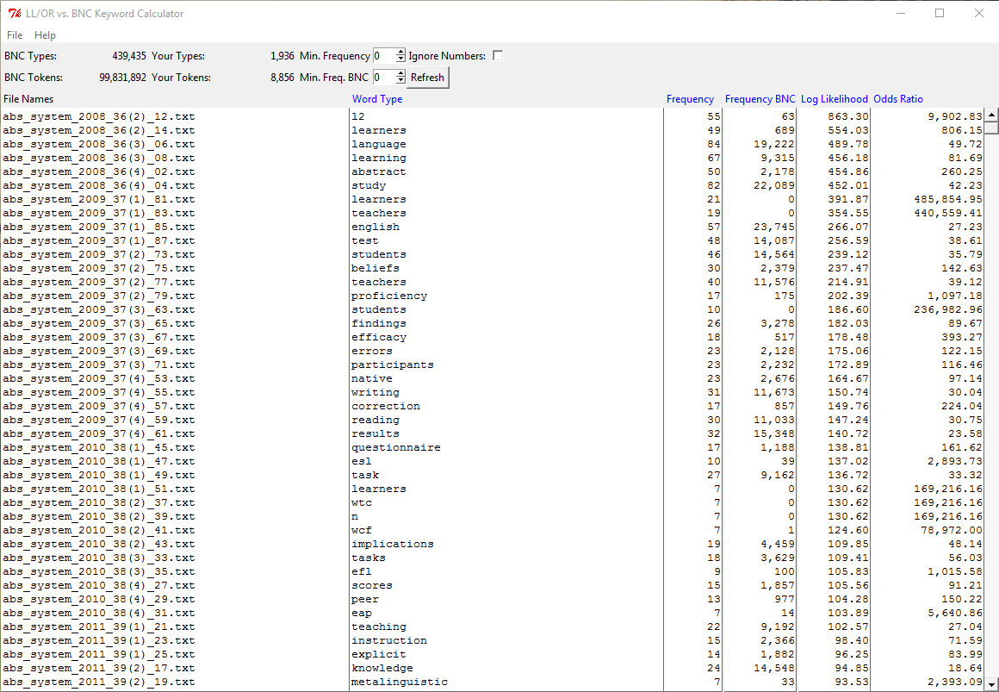 LL/OR vs. BNC Keyword Calculator
File Help
BNC Types: 439,435 Your Types: 1,936 Min. Frequency 0 Ignore Numbers:
BNC Tokens: 99,831,892 Your Tokens: 8,856 Min. Freq. BNC 0 Refresh
File Names Word Type Frequency Frequency BNC Log Likelihood Odds Ratio
abs_system_2008_36(2)_12.txt l2 55 63 863.30 9,902.83
abs_system_2008_36(2)_14.txt learners 49 689 554.03 806.15
abs_system_2008_36(3)_06.txt language 84 19,222 489.78 49.72
abs_system_2008_36(3)_08.txt learning 67 9,315 456.18 81.69
abs_system_2008_36(4)_02.txt abstract 50 2,178 454.86 260.25
abs_system_2008_36(4)_04.txt study 82 22,089 452.01 42.23
abs_system_2009_37(1)_81.txt learners 21 0 391.87 485,854.95
abs_system_2009_37(1)_83.txt teachers 19 0 354.55 440,559.41
abs_system_2009_37(1)_85.txt english 57 23,745 266.07 27.23
abs_system_2009_37(1)_87.txt test 48 14,087 256.59 38.61
abs_system_2009_37(2)_73.txt students 46 14,564 239.12 35.79
abs_system_2009_37(2)_75.txt beliefs 30 2,379 237.47 142.63
abs_system_2009_37(2)_77.txt teachers 40 11,576 214.91 39.12
abs_system_2009_37(2)_79.txt proficiency 17 175 202.39 1,097.18
abs_system_2009_37(3)_63.txt students 10 0 186.60 236,982.96
abs_system_2009_37(3)_65.txt findings 26 3,278 182.03 89.67
abs_system_2009_37(3)_67.txt efficacy 18 517 178.48 393.27
abs_system_2009_37(3)_69.txt errors 23 2,128 175.06 122.15
abs_system_2009_37(3)_71.txt participants 23 2,232 172.89 116.46
abs_system_2009_37(4)_53.txt native 23 2,676 164.67 97.14
abs_system_2009_37(4)_55.txt writing 31 11,673 150.74 30.04
abs_system_2009_37(4)_57.txt correction 17 857 149.76 224.04
abs_system_2009_37(4)_59.txt reading 30 11,033 147.24 30.75
abs_system_2009_37(4)_61.txt results 32 15,348 140.72 23.58
abs_system_2010_38(1)_45.txt questionnaire 17 1,188 138.81 161.62
abs_system_2010_38(1)_47.txt esl 10 39 137.02 2,893.73
abs_system_2010_38(1)_49.txt task 27 9,162 136.72 33.32
abs_system_2010_38(1)_51.txt learners 7 0 130.62 169,216.16
abs_system_2010_38(2)_37.txt wtc 7 0 130.62 169,216.16
abs_system_2010_38(2)_39.txt n 7 0 130.62 169,216.16
abs_system_2010_38(2)_41.txt wcf 7 1 124.60 78,972.00
abs_system_2010_38(2)_43.txt implications 19 4,459 109.85 48.14
abs_system_2010_38(3)_33.txt tasks 18 3,629 109.41 56.03
abs_system_2010_38(3)_35.txt efl 9 100 105.83 1,015.58
abs_system_2010_38(4)_27.txt scores 15 1,857 105.56 91.21
abs_system_2010_38(4)_29.txt peer 13 977 104.28 150.22
abs_system_2010_38(4)_31.txt eap 7 14 103.89 5,640.86
abs_system_2011_39(1)_21.txt teaching 22 9,192 102.57 27.04
abs_system_2011_39(1)_23.txt instruction 15 2,366 98.40 71.59
abs_system_2011_39(1)_25.txt explicit 14 1,882 96.25 83.99
abs_system_2011_39(2)_17.txt knowledge 24 14,548 94.85 18.64
abs_system_2011_39(2)_19.txt metalinguistic 7 33 93.53 2,393.09